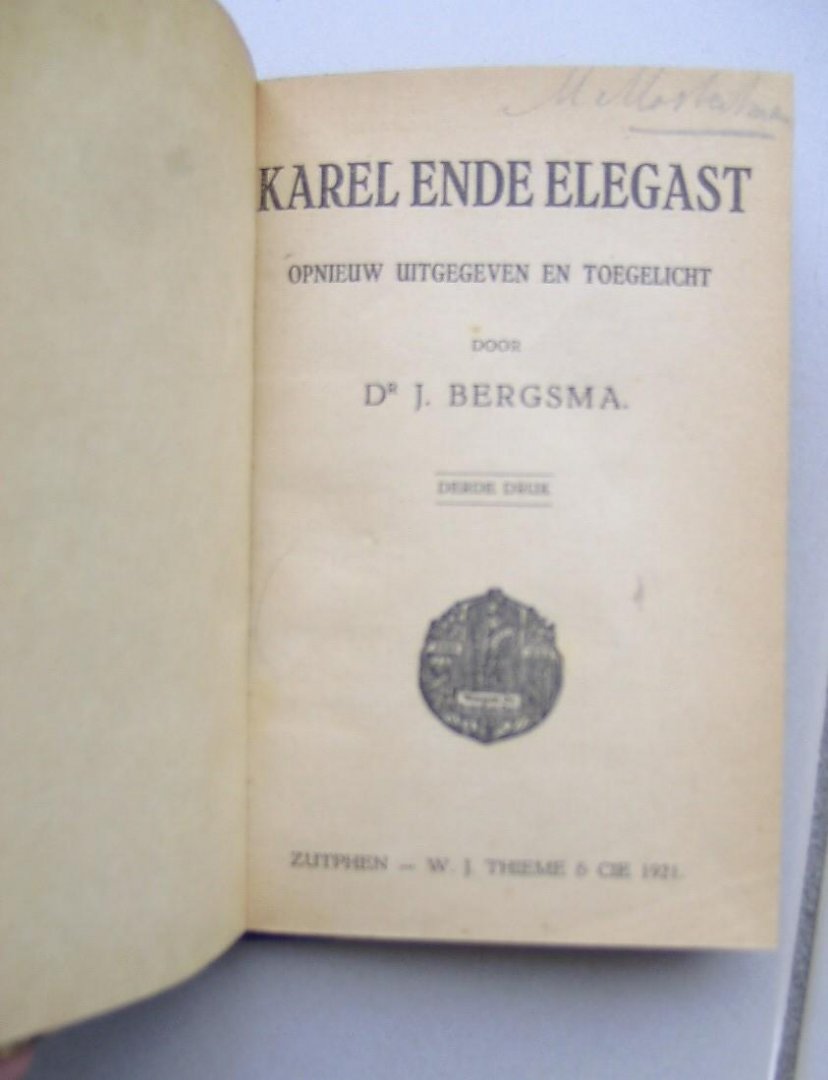 KAREL ENDE ELEGAST
OPNIEUW UITGEGEVEN EN TOEGELICHT
DOOR
DR J. BERGSMA.
DERDE DRUK
ZUTPHEN — W. J. THIEME & CIE 1921.